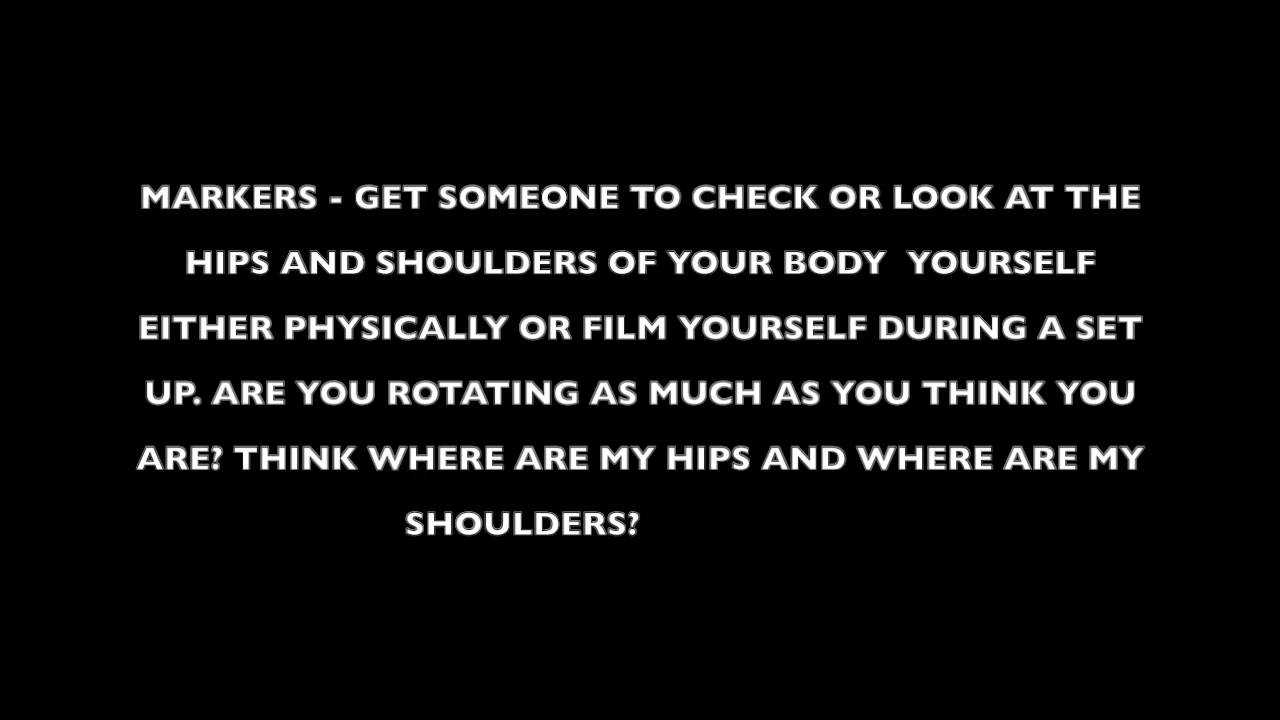 MARKERS - GET SOMEONE TO CHECK OR LOOK AT THE
HIPS AND SHOULDERS OF YOUR BODY  YOURSELF
EITHER PHYSICALLY OR FILM YOURSELF DURING A SET
UP. ARE YOU ROTATING AS MUCH AS YOU THINK YOU
ARE? THINK WHERE ARE MY HIPS AND WHERE ARE MY
SHOULDERS?